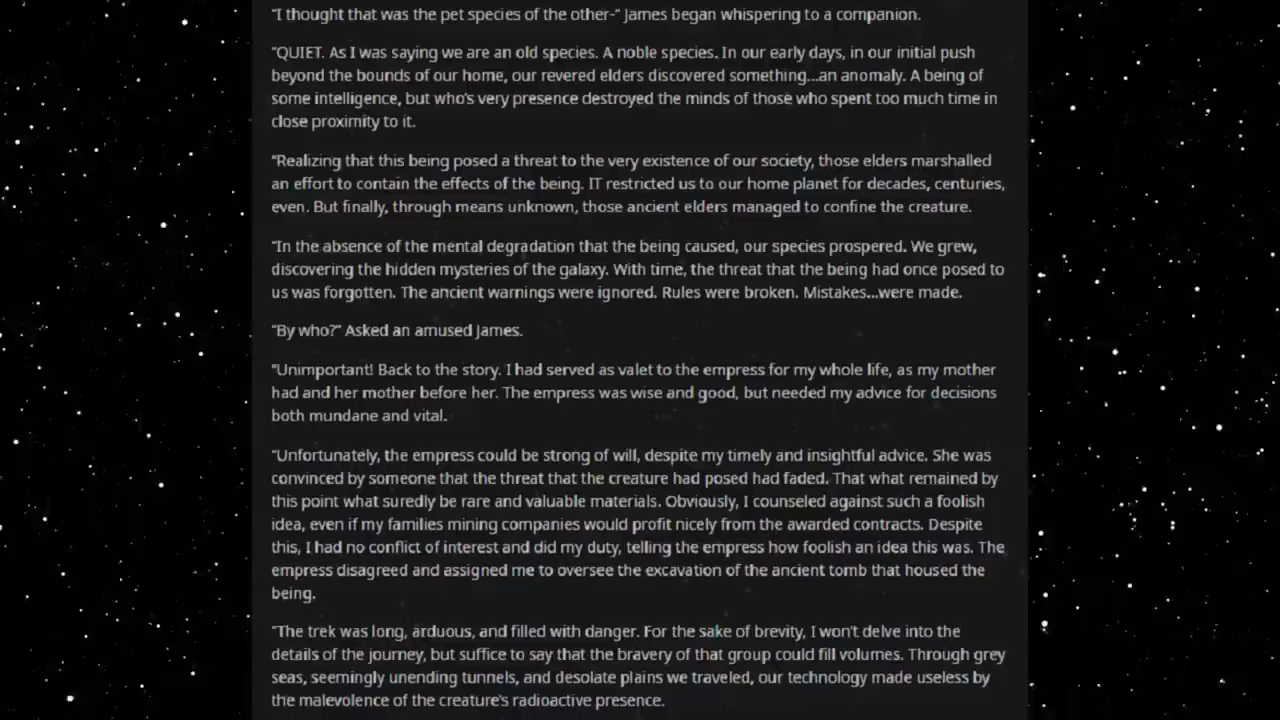 "I thought that was the pet species of the other-" James began whispering to a companion.
"QUIET. As I was saying we are an old species. A noble species. In our early days, in our initial push
beyond the bounds of our home, our revered elders discovered something...an anomaly. A being of
some intelligence, but who's very presence destroyed the minds of those who spent too much time in
close proximity to it.
"Realizing that this being posed a threat to the very existence of our society, those elders marshalled
an effort to contain the effects of the being. IT restricted us to our home planet for decades, centuries,
even. But finally, through means unknown, those ancient elders managed to confine the creature.
"In the absence of the mental degradation that the being caused, our species prospered. We grew,
discovering the hidden mysteries of the galaxy. With time, the threat that the being had once posed to
us was forgotten. The ancient warnings were ignored. Rules were broken. Mistakes...were made.
"By who?" Asked an amused James.
"Unimportant! Back to the story. I had served as valet to the empress for my whole life, as my mother
had and her mother before her. The empress was wise and good, but needed my advice for decisions
both mundane and vital.
"Unfortunately, the empress could be strong of will, despite my timely and insightful advice. She was
convinced by someone that the threat that the creature had posed had faded. That what remained by
this point what suredly be rare and valuable materials. Obviously, I counseled against such a foolish
idea, even if my families mining companies would profit nicely from the awarded contracts. Despite
this, I had no conflict of interest and did my duty, telling the empress how foolish an idea this was. The
empress disagreed and assigned me to oversee the excavation of the ancient tomb that housed the
being.
"The trek was long, arduous, and filled with danger. For the sake of brevity, I won't delve into the
details of the journey, but suffice to say that the bravery of that group could fill volumes. Through grey
seas, seemingly unending tunnels, and desolate plains we traveled, our technology made useless by
the malevolence of the creature's radioactive presence.